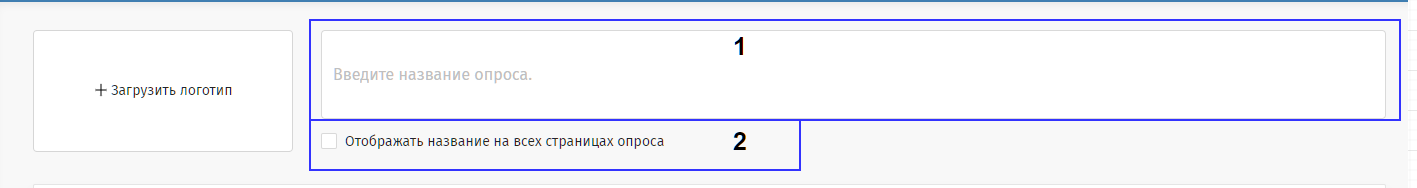 1
Введите название опроса.
+ Загрузить логотип
Отображать название на всех страницах опроса 2